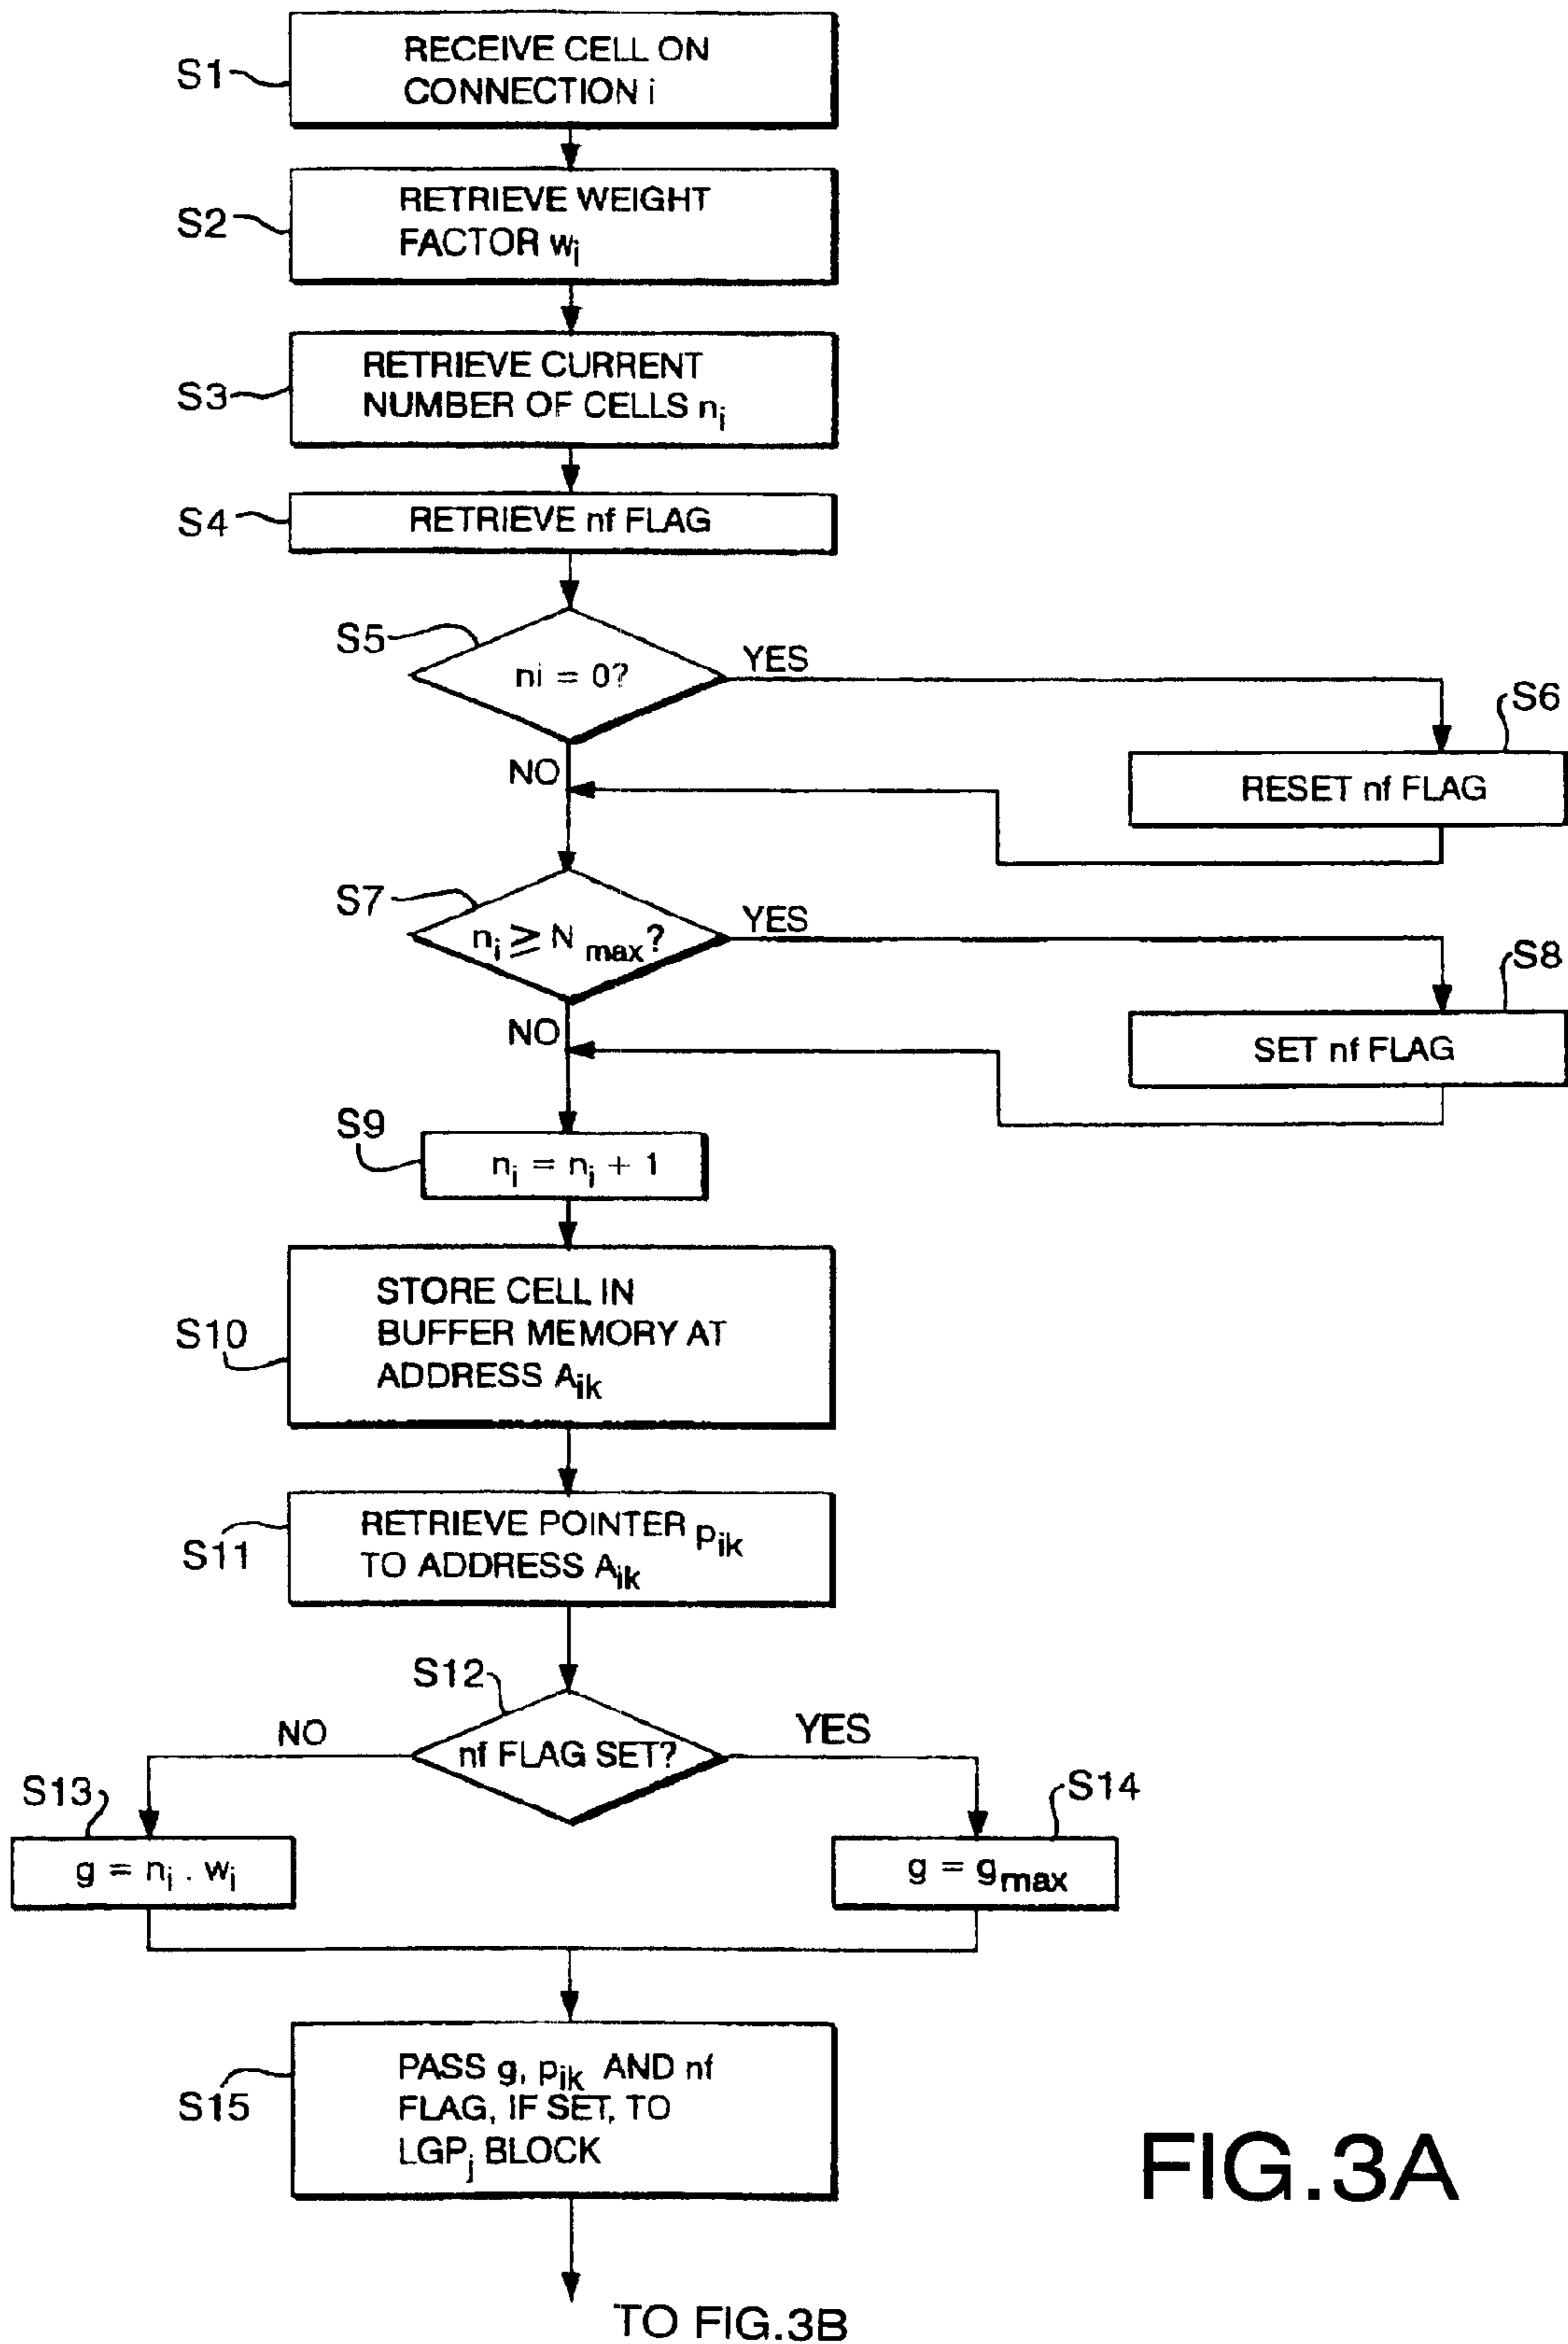 S1
RECEIVE CELL ON
CONNECTION i
S2
RETRIEVE WEIGHT
FACTOR wi
S3
RETRIEVE CURRENT
NUMBER OF CELLS ni
S4
RETRIEVE nf FLAG
S5
ni = 0?
YES
S6
NO
RESET nf FLAG
S7
ni ≥ N max?
YES
S8
NO
SET nf FLAG
S9
ni = ni + 1
S10
STORE CELL IN
BUFFER MEMORY AT
ADDRESS Aik
S11
RETRIEVE POINTER pik
TO ADDRESS Aik
S12
NO
nf FLAG SET?
YES
S13
g = ni . wi
S14
g = gmax
S15
PASS g, pik AND nf
FLAG, IF SET, TO
LGPj BLOCK
FIG.3A
TO FIG.3B